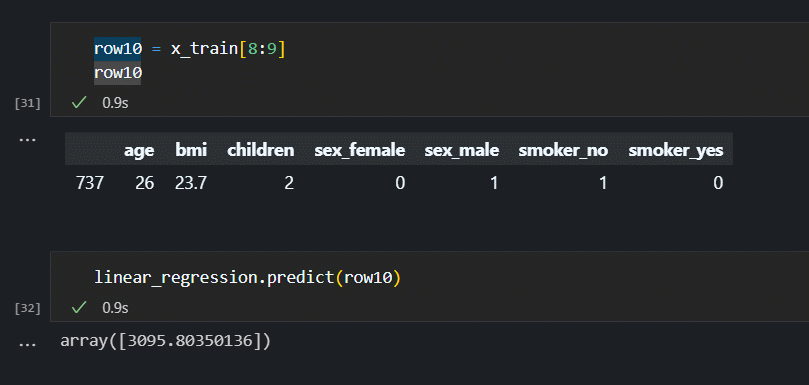 row10 = x_train[8:9]
row10
[31]
0.9s
...
age bmi children sex_female sex_male smoker_no smoker_yes
737 26 23.7 2 0 1 1 0
linear_regression.predict(row10)
[32]
0.9s
...
array([3095.80350136])